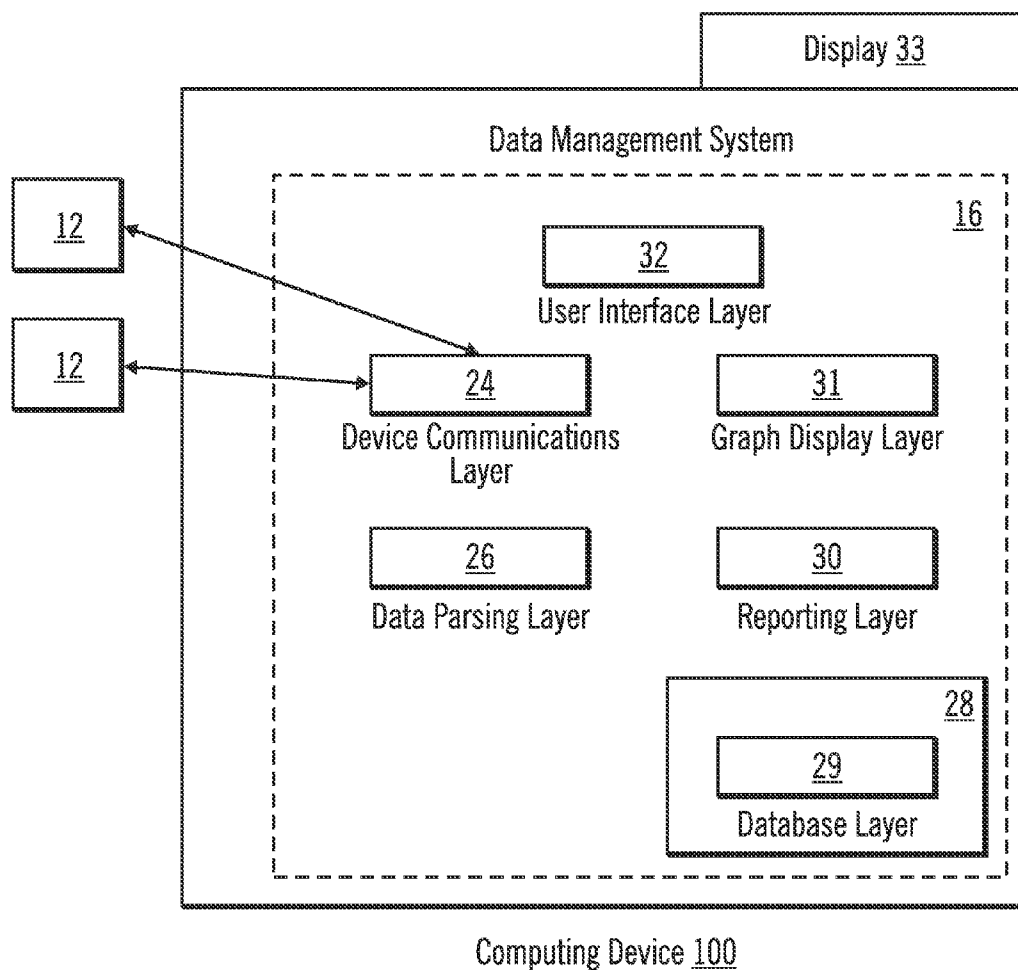 Display 33
Data Management System
16
12
32
User Interface Layer
12
24
31
Device Communications
Layer
Graph Display Layer
26
30
Data Parsing Layer
Reporting Layer
28
29
Database Layer
Computing Device 100